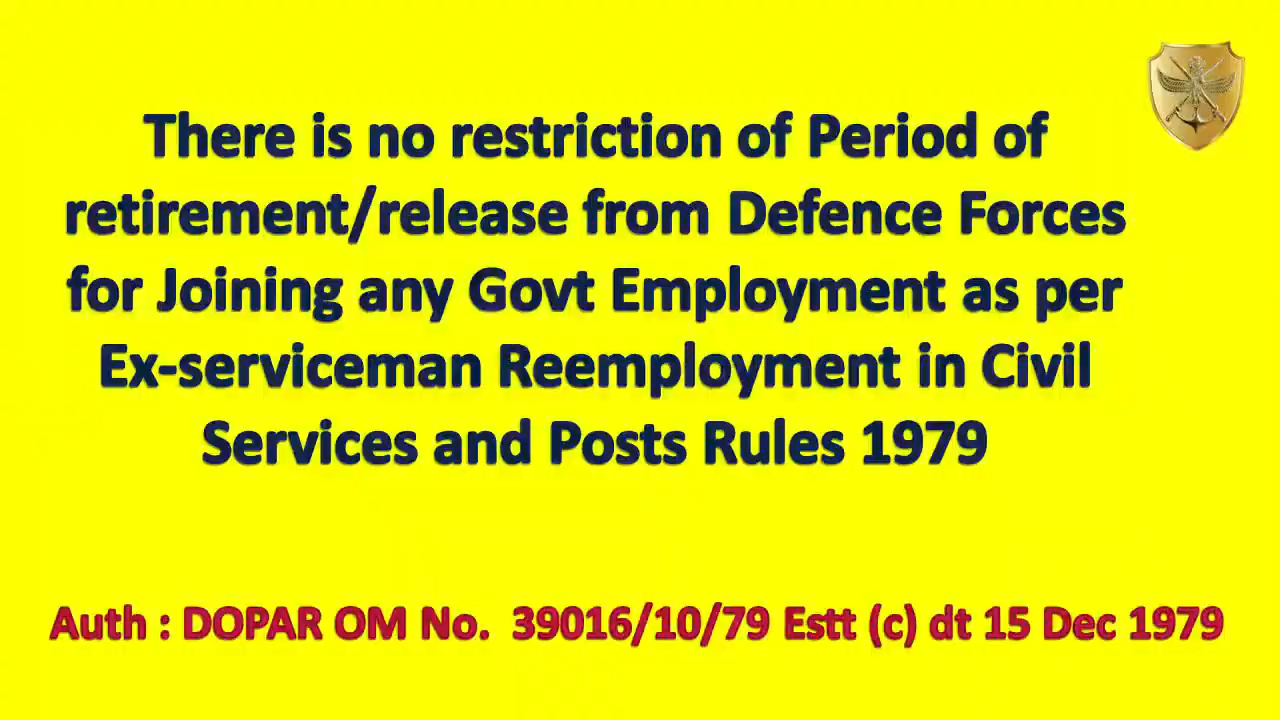 There is no restriction of Period of
retirement/release from Defence Forces
for Joining any Govt Employment as per
Ex-serviceman Reemployment in Civil
Services and Posts Rules 1979
Auth : DOPAR OM No.  39016/10/79 Estt (c) dt 15 Dec 1979